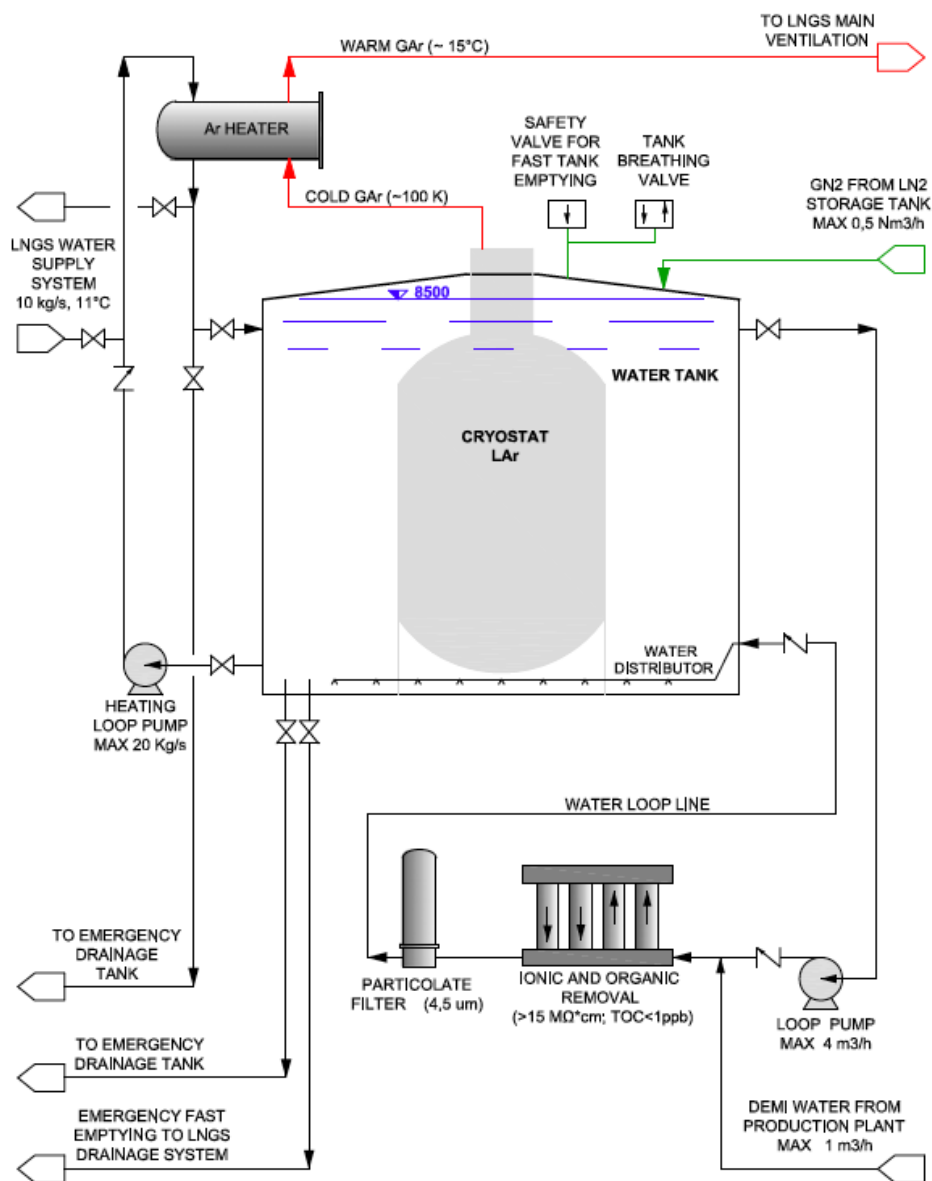 TO LNGS MAIN
VENTILATION
WARM GAr (~ 15°C)
Ar HEATER
SAFETY
VALVE FOR
FAST TANK
EMPTYING
TANK
BREATHING
VALVE
COLD GAr (~100 K)
GN2 FROM LN2
STORAGE TANK
MAX 0,5 Nm3/h
LNGS WATER
SUPPLY
SYSTEM
10 kg/s, 11°C
8500
WATER TANK
CRYOSTAT
LAr
WATER
DISTRIBUTOR
HEATING
LOOP PUMP
MAX 20 Kg/s
WATER LOOP LINE
TO EMERGENCY
DRAINAGE
TANK
PARTICOLATE
FILTER (4,5 um)
IONIC AND ORGANIC
REMOVAL
(>15 MΩ*cm; TOC<1ppb)
LOOP PUMP
MAX 4 m3/h
TO EMERGENCY
DRAINAGE TANK
EMERGENCY FAST
EMPTYING TO LNGS
DRAINAGE SYSTEM
DEMI WATER FROM
PRODUCTION PLANT
MAX 1 m3/h